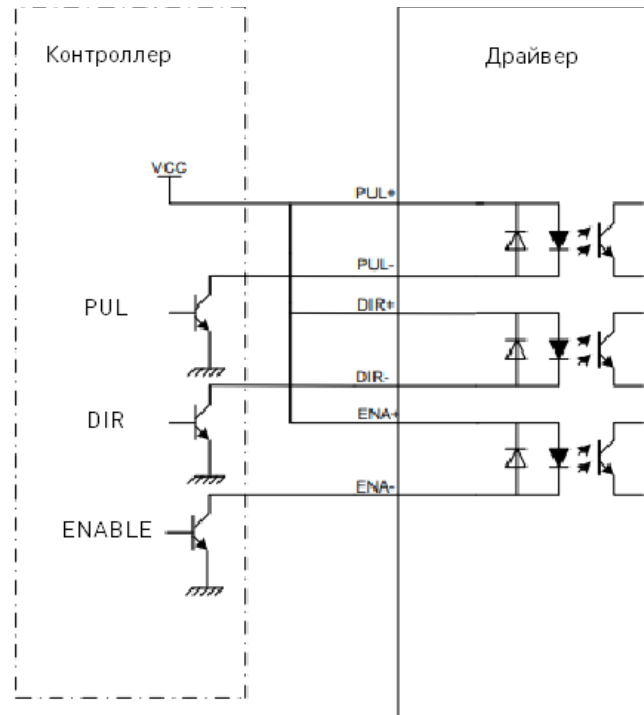 Контроллер
Драйвер
VCC
PUL+
PUL-
PUL
DIR+
DIR-
DIR
ENA+
ENA-
ENABLE